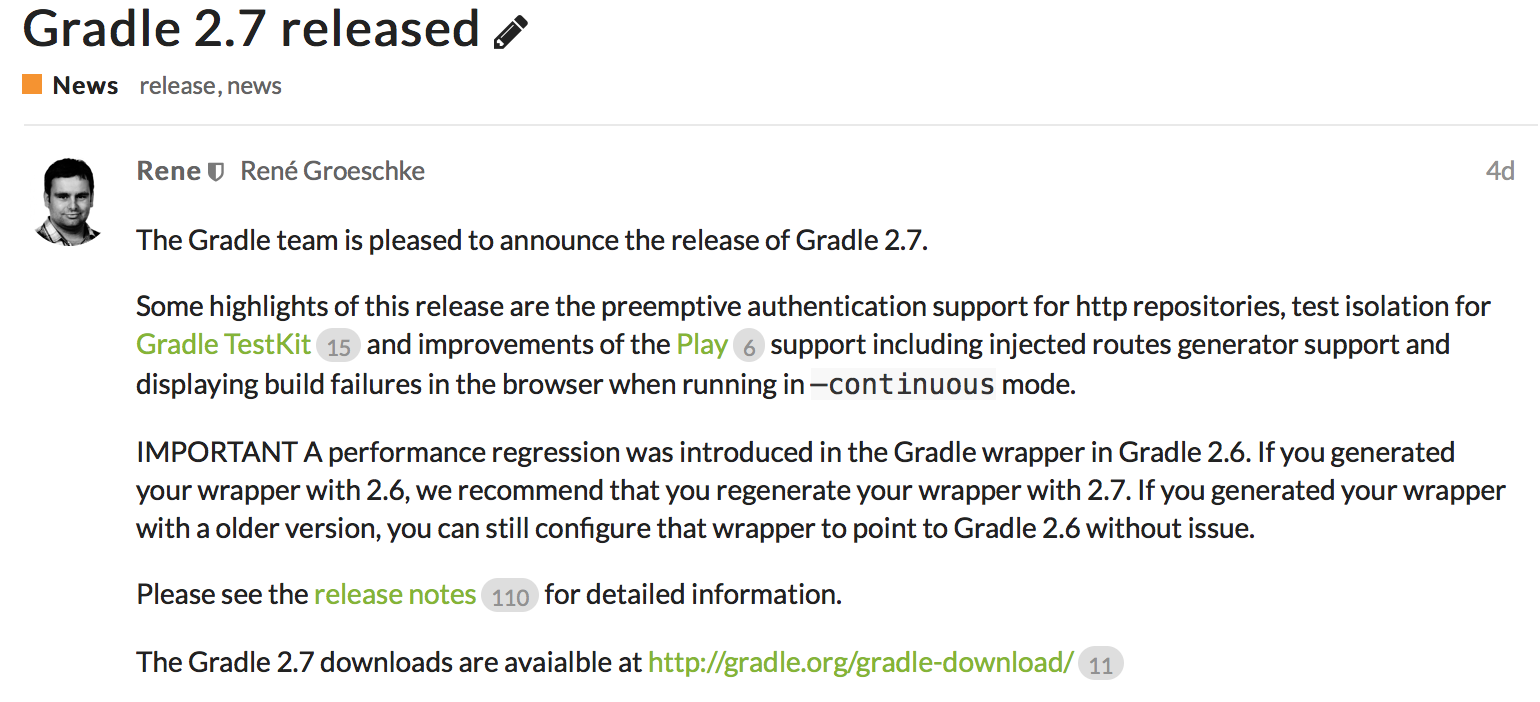 Gradle 2.7 released
News release, news
Rene René Groeschke 4d
The Gradle team is pleased to announce the release of Gradle 2.7.
Some highlights of this release are the preemptive authentication support for http repositories, test isolation for
Gradle TestKit 15 and improvements of the Play 6 support including injected routes generator support and
displaying build failures in the browser when running in —continuous mode.
IMPORTANT A performance regression was introduced in the Gradle wrapper in Gradle 2.6. If you generated
your wrapper with 2.6, we recommend that you regenerate your wrapper with 2.7. If you generated your wrapper
with a older version, you can still configure that wrapper to point to Gradle 2.6 without issue.
Please see the release notes 110 for detailed information.
The Gradle 2.7 downloads are avaialble at http://gradle.org/gradle-download/ 11